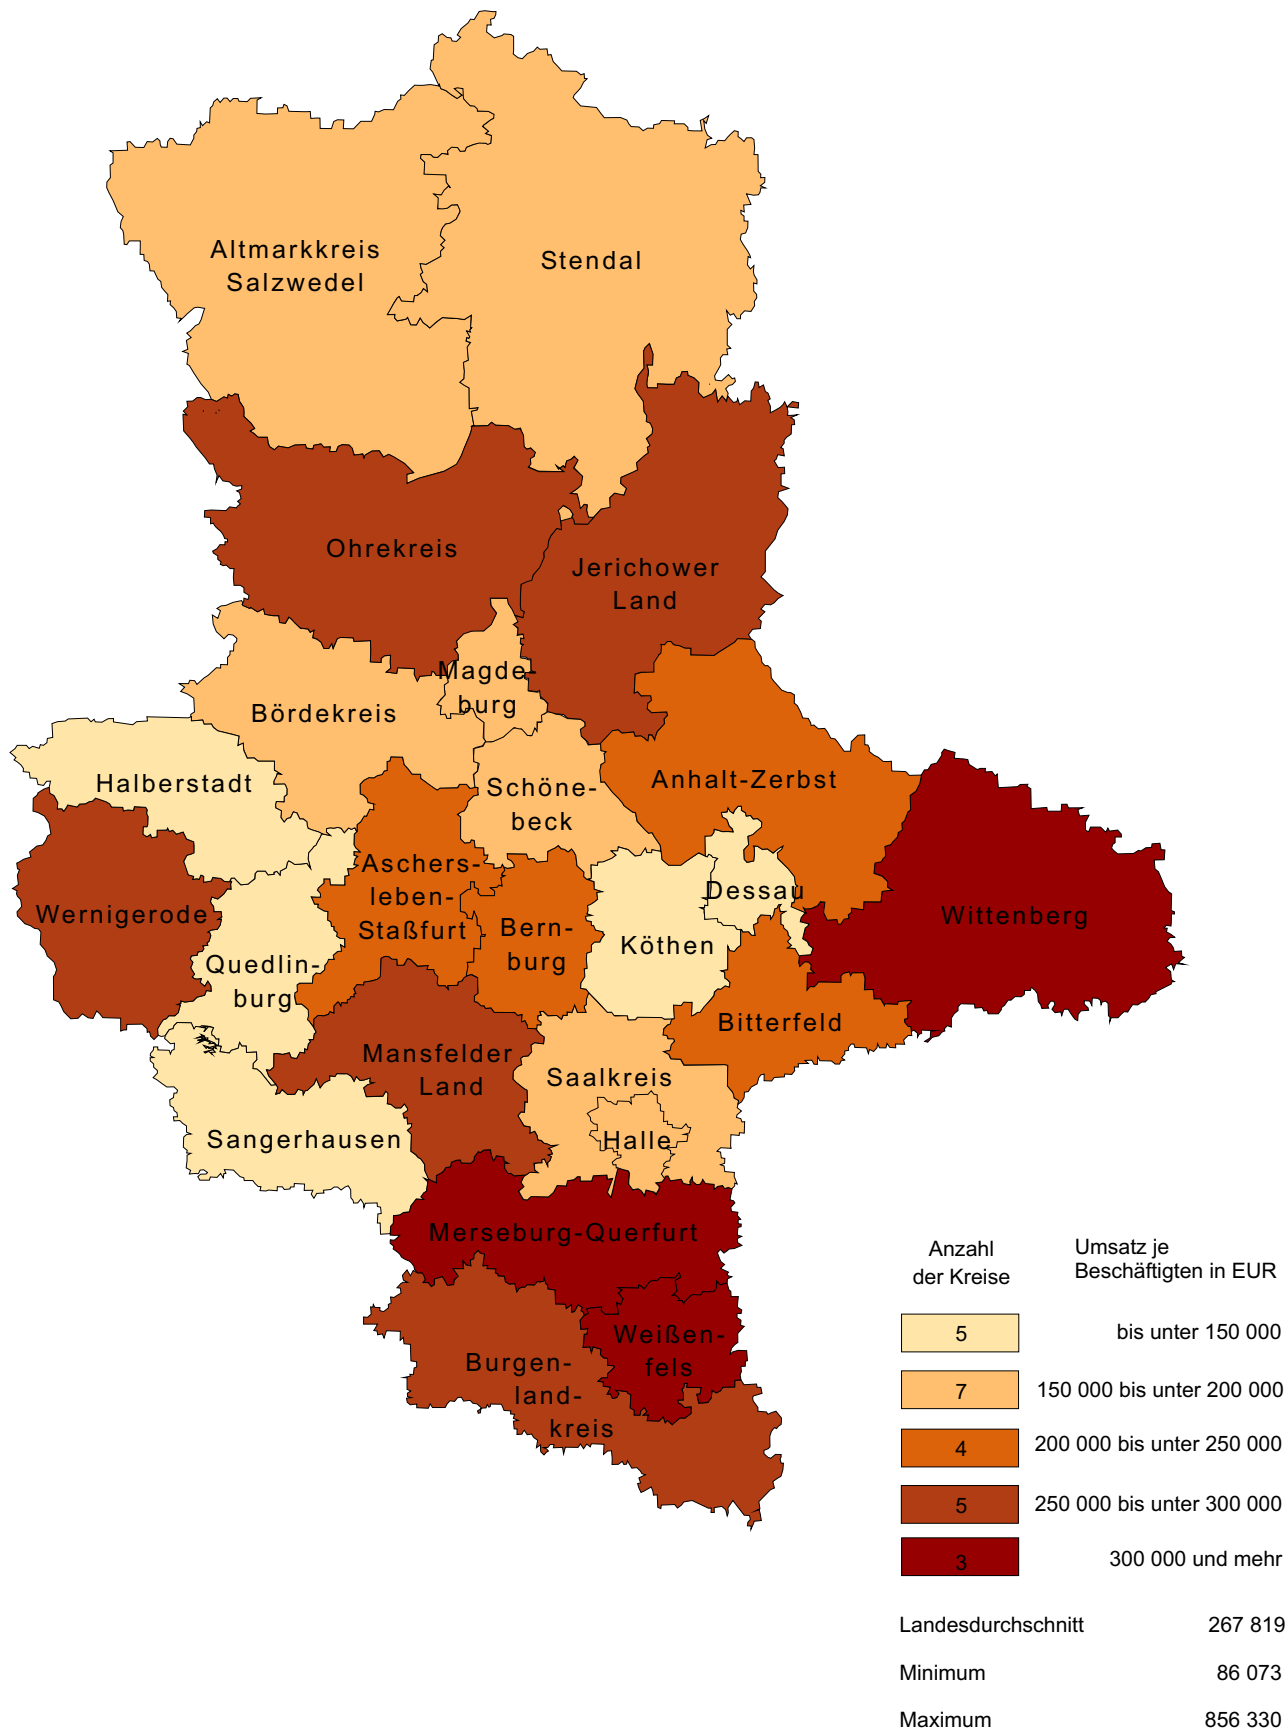 Altmarkkreis
Salzwedel
Stendal
Ohrekreis
Jerichower
Land
Magde-
burg
Bördekreis
Halberstadt
Schöne-
beck
Anhalt-Zerbst
Aschers-
leben-
Staßfurt
Dessau
Wernigerode
Wittenberg
Bern-
burg
Köthen
Quedlin-
burg
Bitterfeld
Mansfelder
Land
Saalkreis
Sangerhausen
Halle
Merseburg-Querfurt
Weißen-
fels
Burgen-
land-
kreis
Anzahl
der Kreise
Umsatz je
Beschäftigten in EUR
5 bis unter 150 000
7 150 000 bis unter 200 000
4 200 000 bis unter 250 000
5 250 000 bis unter 300 000
3 300 000 und mehr
Landesdurchschnitt 267 819
Minimum 86 073
Maximum 856 330